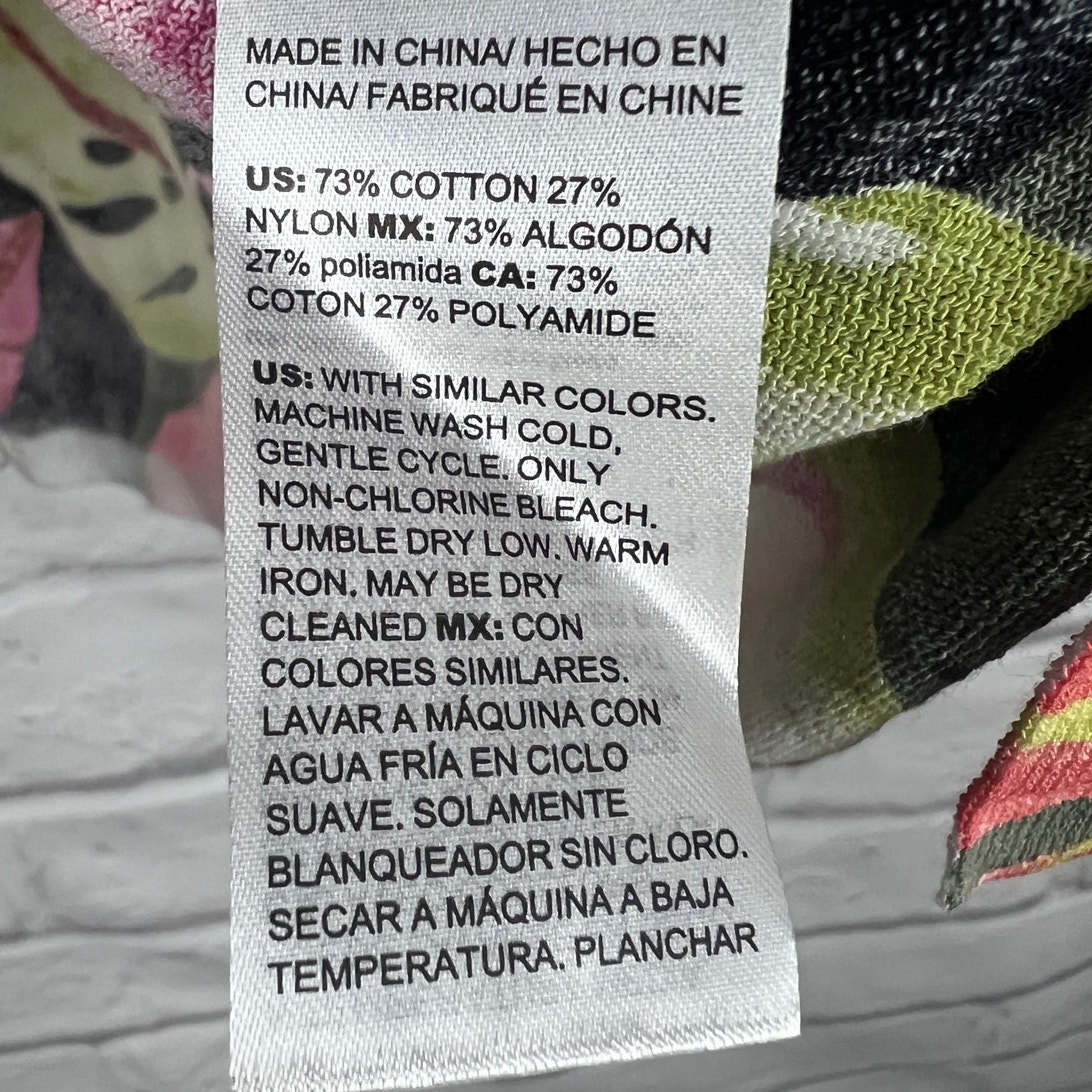 MADE IN CHINA/ HECHO EN
CHINA/ FABRIQUÉ EN CHINE
US: 73% COTTON 27%
NYLON MX: 73% ALGODÓN
27% poliamida CA: 73%
COTON 27% POLYAMIDE
US: WITH SIMILAR COLORS.
MACHINE WASH COLD,
GENTLE CYCLE. ONLY
NON-CHLORINE BLEACH.
TUMBLE DRY LOW. WARM
IRON. MAY BE DRY
CLEANED MX: CON
COLORES SIMILARES.
LAVAR A MÁQUINA CON
AGUA FRÍA EN CICLO
SUAVE. SOLAMENTE
BLANQUEADOR SIN CLORO.
SECAR A MÁQUINA A BAJA
TEMPERATURA. PLANCHAR